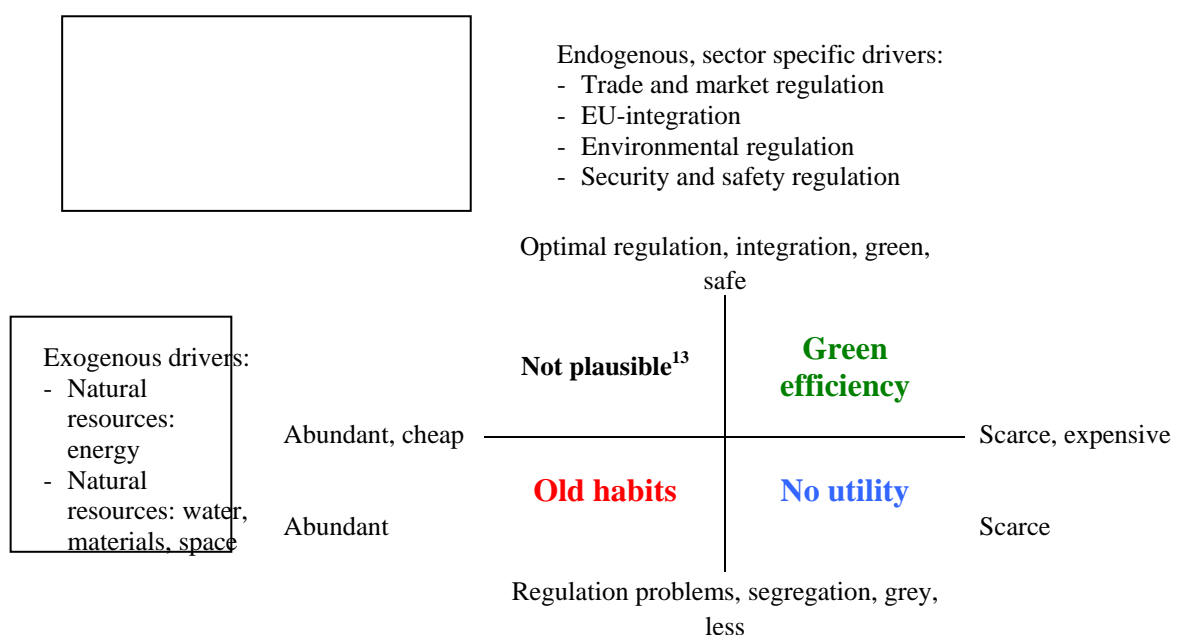 Endogenous, sector specific drivers:
- Trade and market regulation
- EU-integration
- Environmental regulation
- Security and safety regulation
Optimal regulation, integration, green,
safe
Exogenous drivers:
- Natural
resources:
energy
- Natural
resources: water,
materials, space
Not plausible13
Green
efficiency
Abundant, cheap
Scarce, expensive
Old habits
No utility
Abundant
Scarce
Regulation problems, segregation, grey,
less